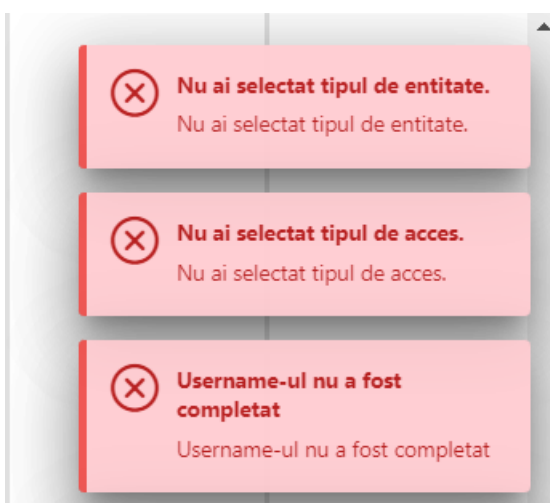 Nu ai selectat tipul de entitate.
Nu ai selectat tipul de entitate.
Nu ai selectat tipul de acces.
Nu ai selectat tipul de acces.
Username-ul nu a fost
completat
Username-ul nu a fost completat